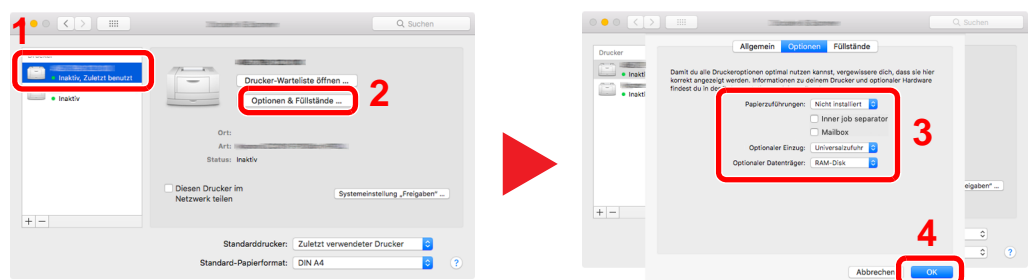 1
Suchen
Drucker
Inaktiv, Zuletzt benutzt
Inaktiv
Drucker-Warteliste öffnen ...
Optionen & Füllstände ...
2
Ort:
Art:
Status: Inaktiv
Diesen Drucker im
Netzwerk teilen
Systemeinstellung „Freigaben“ ...
+ −
Standarddrucker: Zuletzt verwendeter Drucker
Standard-Papierformat: DIN A4
?
Suchen
Drucker
Allgemein Optionen Füllstände
Damit du alle Druckeroptionen optimal nutzen kannst, vergewissere dich, dass sie hier
korrekt angezeigt werden. Informationen zu deinem Drucker und optionaler Hardware
findest du in
Papierzuführungen: Nicht installiert
Inner job separator
Mailbox
Optionaler Einzug: Universalzufuhr
Optionaler Datenträger: RAM-Disk
3
eigaben“ ...
+ −
4
?
Abbrechen OK